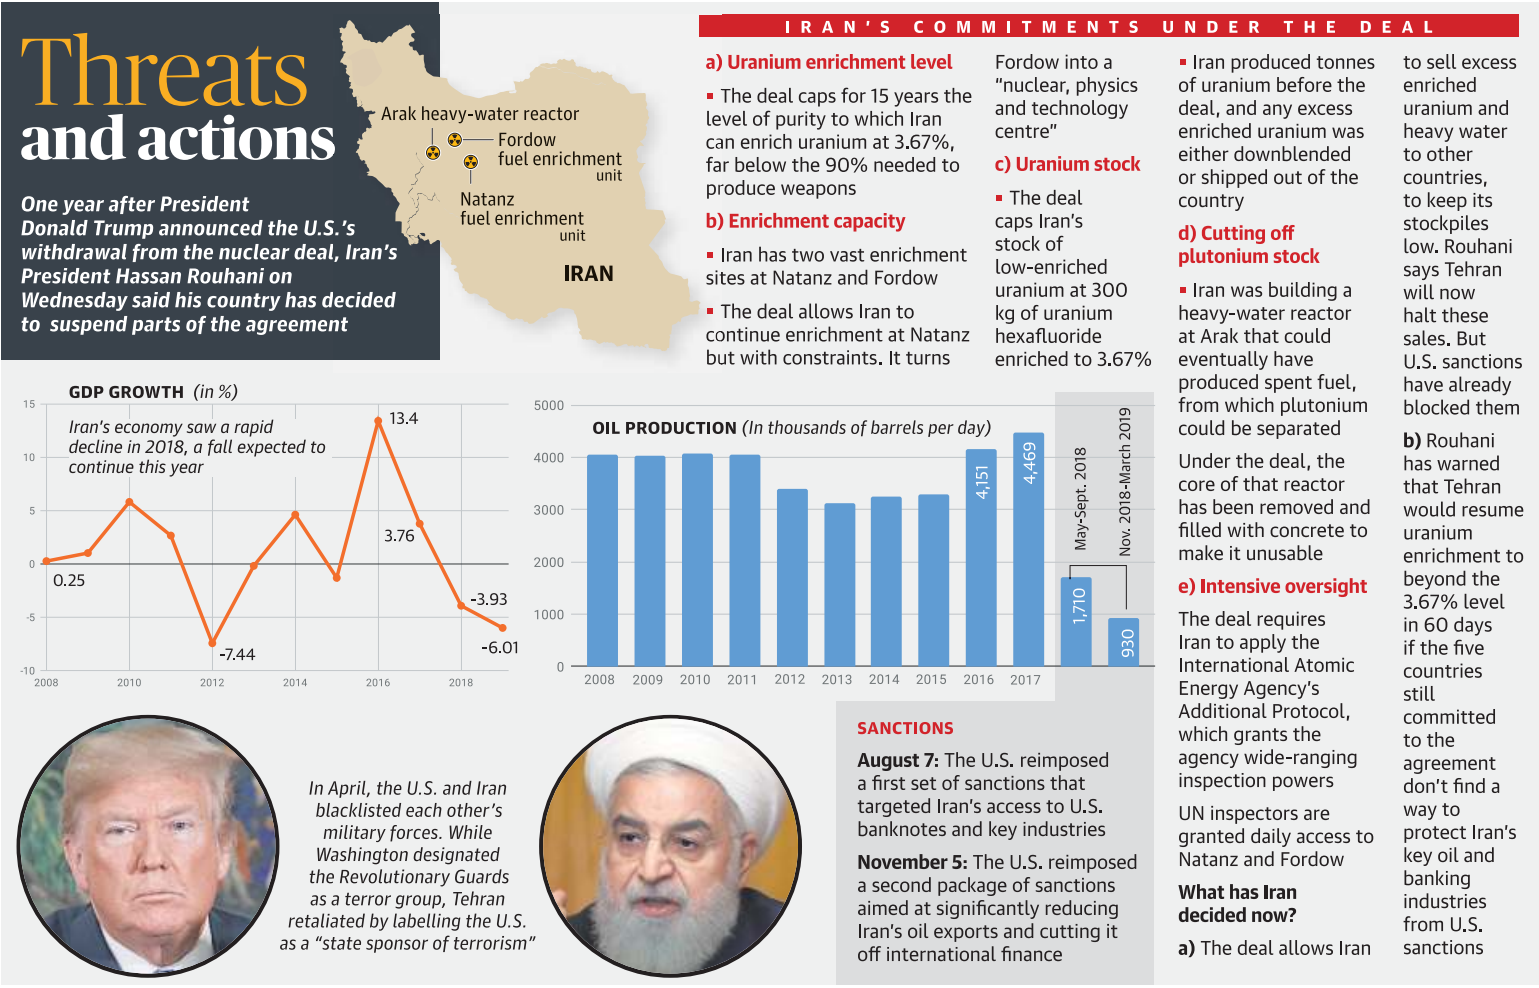 Threats
and actions
One year after President
Donald Trump announced the U.S.'s
withdrawal from the nuclear deal, Iran's
President Hassan Rouhani on
Wednesday said his country has decided
to suspend parts of the agreement
Arak heavy-water reactor
Fordow
fuel enrichment
unit
Natanz
fuel enrichment
unit
IRAN
IRAN'S COMMITMENTS UNDER THE DEAL
a) Uranium enrichment level
▪ The deal caps for 15 years the
level of purity to which Iran
can enrich uranium at 3.67%,
far below the 90% needed to
produce weapons
b) Enrichment capacity
▪ Iran has two vast enrichment
sites at Natanz and Fordow
▪ The deal allows Iran to
continue enrichment at Natanz
but with constraints. It turns
Fordow into a
"nuclear, physics
and technology
centre"
c) Uranium stock
▪ The deal
caps Iran's
stock of
low-enriched
uranium at 300
kg of uranium
hexafluoride
enriched to 3.67%
▪ Iran produced tonnes
of uranium before the
deal, and any excess
enriched uranium was
either downblended
or shipped out of the
country
d) Cutting off
plutonium stock
▪ Iran was building a
heavy-water reactor
at Arak that could
eventually have
produced spent fuel,
from which plutonium
could be separated
Under the deal, the
core of that reactor
has been removed and
filled with concrete to
make it unusable
e) Intensive oversight
The deal requires
Iran to apply the
International Atomic
Energy Agency's
Additional Protocol,
which grants the
agency wide-ranging
inspection powers
UN inspectors are
granted daily access to
Natanz and Fordow
What has Iran
decided now?
a) The deal allows Iran
to sell excess
enriched
uranium and
heavy water
to other
countries,
to keep its
stockpiles
low. Rouhani
says Tehran
will now
halt these
sales. But
U.S. sanctions
have already
blocked them
b) Rouhani
has warned
that Tehran
would resume
uranium
enrichment to
beyond the
3.67% level
in 60 days
if the five
countries
still
committed
to the
agreement
don't find a
way to
protect Iran's
key oil and
banking
industries
from U.S.
sanctions
GDP GROWTH (in %)
Iran's economy saw a rapid
decline in 2018, a fall expected to
continue this year
15
10
5
0
-5
-10
0.25
-7.44
13.4
3.76
-3.93
-6.01
2008 2010 2012 2014 2016 2018
OIL PRODUCTION (In thousands of barrels per day)
5000
4000
3000
2000
1000
0
4,151
4,469
May-Sept. 2018
Nov. 2018-March 2019
1,710
930
2008 2009 2010 2011 2012 2013 2014 2015 2016 2017
In April, the U.S. and Iran
blacklisted each other's
military forces. While
Washington designated
the Revolutionary Guards
as a terror group, Tehran
retaliated by labelling the U.S.
as a "state sponsor of terrorism"
SANCTIONS
August 7: The U.S. reimposed
a first set of sanctions that
targeted Iran's access to U.S.
banknotes and key industries
November 5: The U.S. reimposed
a second package of sanctions
aimed at significantly reducing
Iran's oil exports and cutting it
off international finance